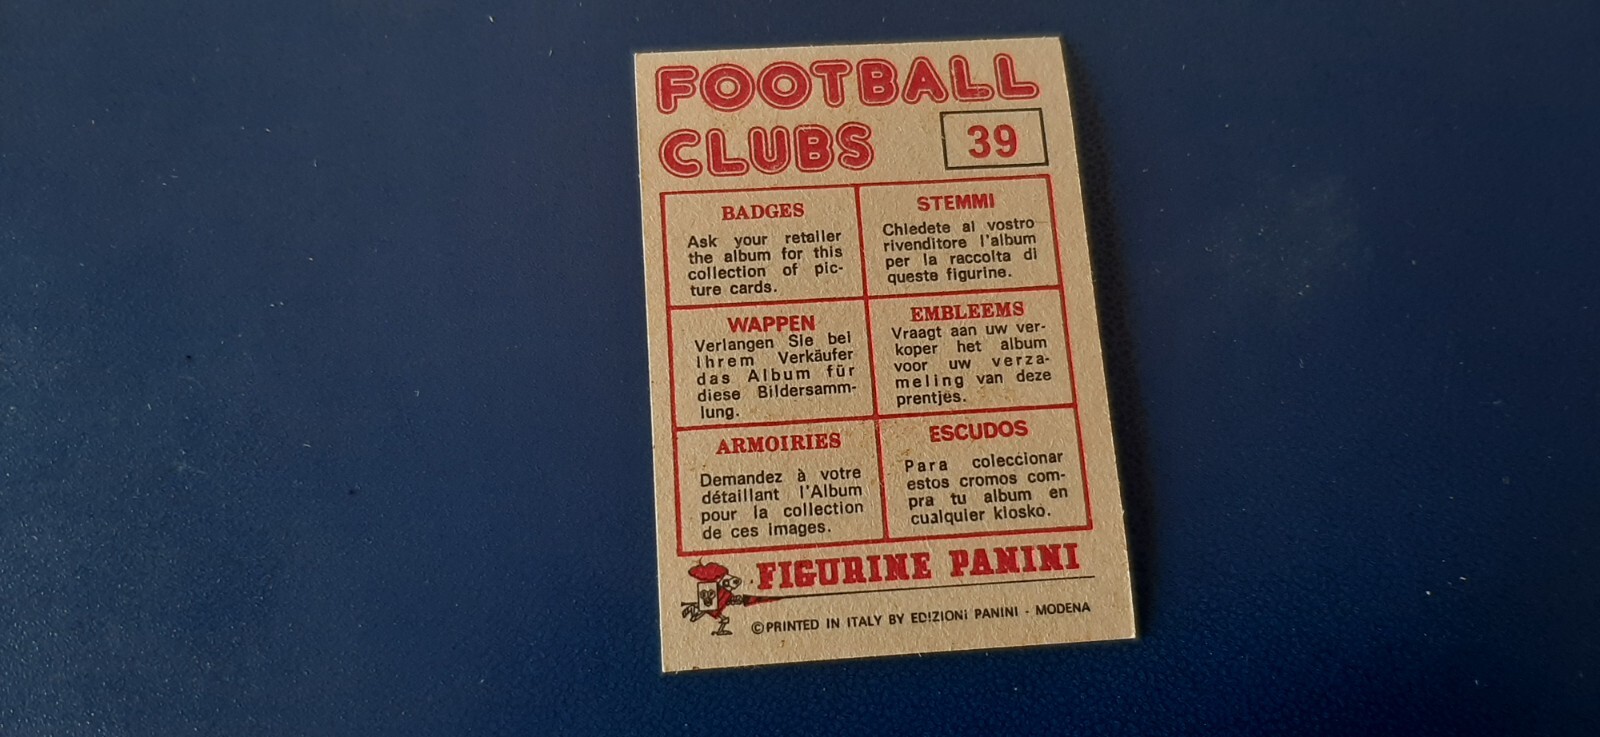 FOOTBALL
CLUBS
39
BADGES
Ask your retailer
the album for this
collection of pic-
ture cards.
STEMMI
Chiedete al vostro
rivenditore l'album
per la raccolta di
queste figurine.
WAPPEN
Verlangen Sie bei
Ihrem Verkäufer
das Album für
diese Bildersamm-
lung.
EMBLEEMS
Vraagt aan uw ver-
koper het album
voor uw verza-
meling van deze
prentjes.
ARMOIRIES
Demandez à votre
détaillant l'Album
pour la collection
de ces images.
ESCUDOS
Para coleccionar
estos cromos com-
pra tu album en
cualquier kiosko.
FIGURINE PANINI
© PRINTED IN ITALY BY EDIZIONI PANINI - MODENA